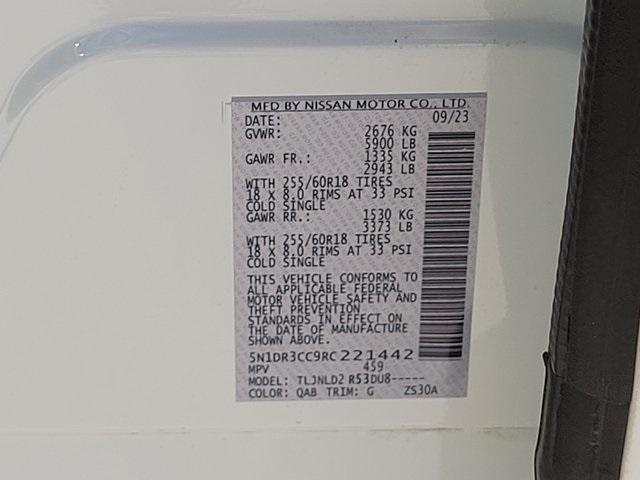 MFD BY NISSAN MOTOR CO., LTD.
DATE: 09/23
GVWR: 2676 KG
5900 LB
GAWR FR.: 1335 KG
2943 LB
WITH 255/60R18 TIRES
18 X 8.0 RIMS AT 33 PSI
COLD SINGLE
GAWR RR.: 1530 KG
3373 LB
WITH 255/60R18 TIRES
18 X 8.0 RIMS AT 33 PSI
COLD SINGLE
THIS VEHICLE CONFORMS TO
ALL APPLICABLE FEDERAL
MOTOR VEHICLE SAFETY AND
THEFT PREVENTION
STANDARDS IN EFFECT ON
THE DATE OF MANUFACTURE
SHOWN ABOVE.
5N1DR3CC9RC221442
MPV 459
MODEL: TLJNLD2 R53DU8-----
COLOR: QAB TRIM: G ZS30A